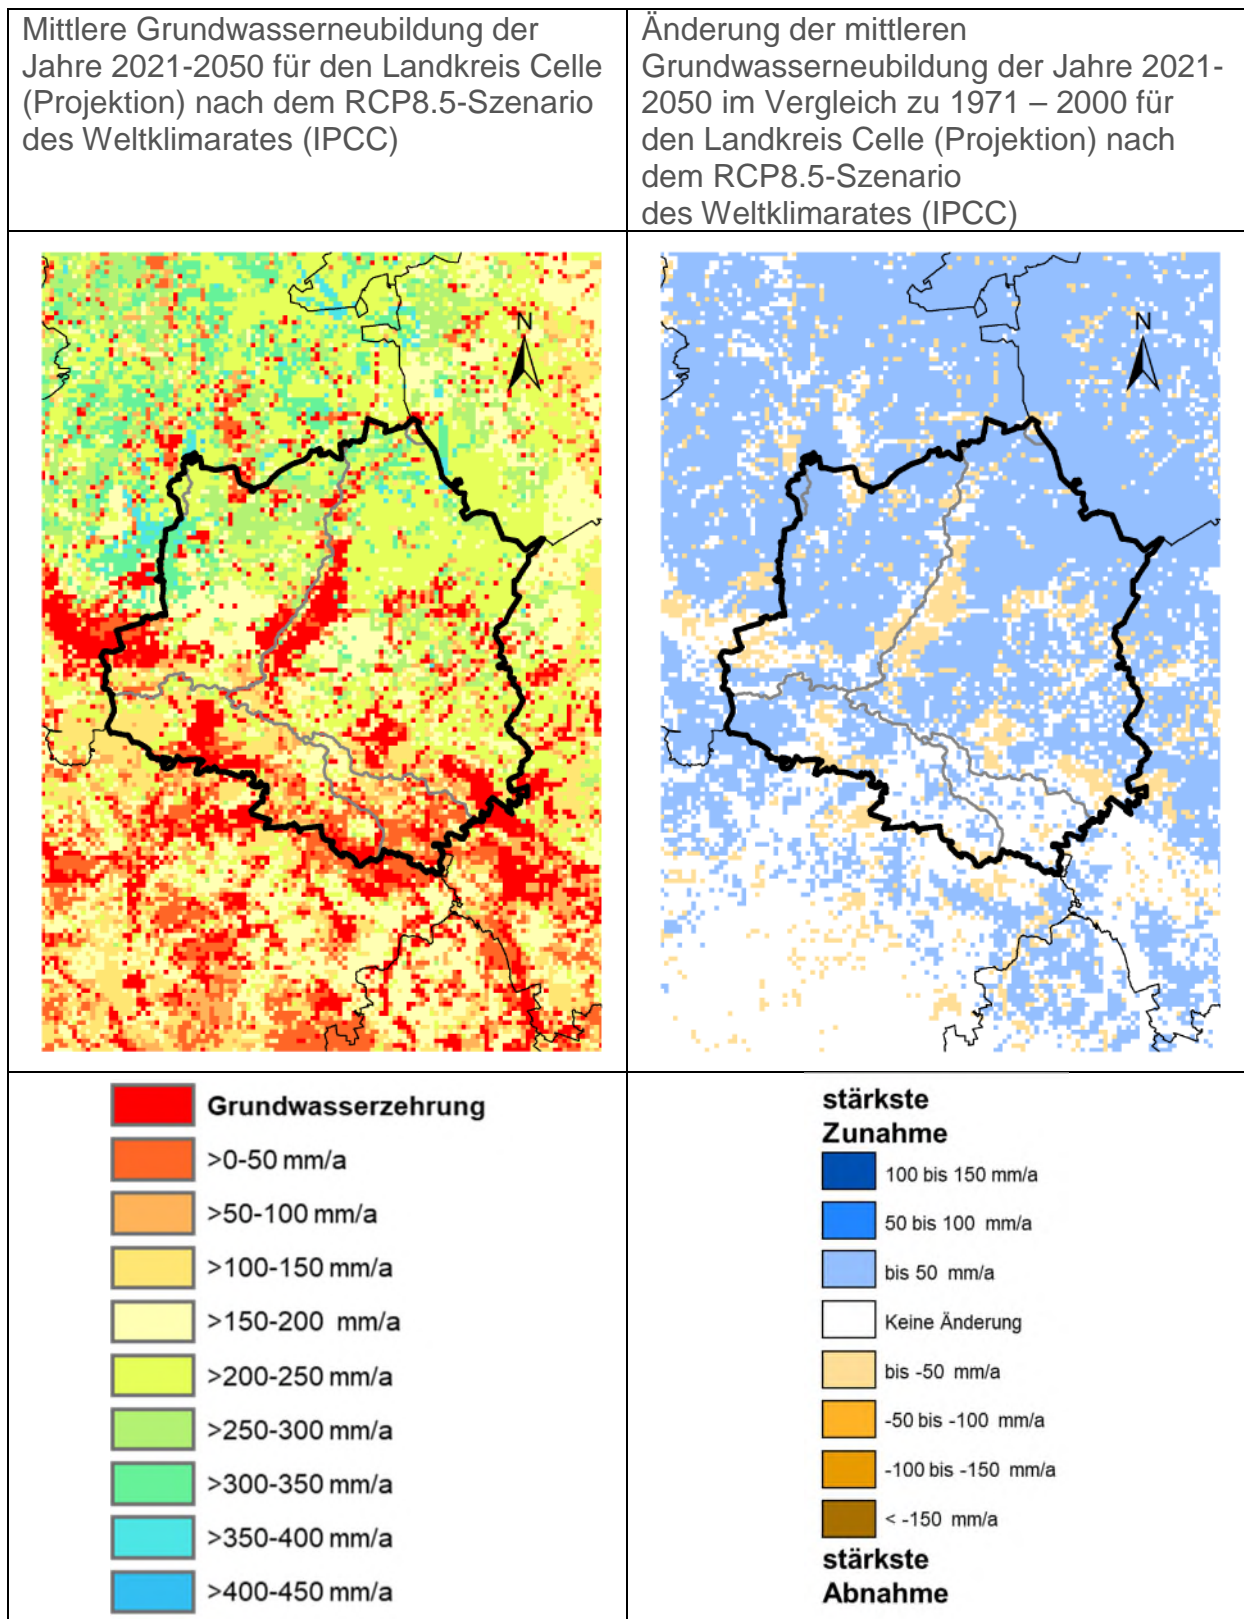 Mittlere Grundwasserneubildung der
Jahre 2021-2050 für den Landkreis Celle
(Projektion) nach dem RCP8.5-Szenario
des Weltklimarates (IPCC)
Änderung der mittleren
Grundwasserneubildung der Jahre 2021-
2050 im Vergleich zu 1971 – 2000 für
den Landkreis Celle (Projektion) nach
dem RCP8.5-Szenario
des Weltklimarates (IPCC)
N
N
Grundwasserzehrung
>0-50 mm/a
>50-100 mm/a
>100-150 mm/a
>150-200 mm/a
>200-250 mm/a
>250-300 mm/a
>300-350 mm/a
>350-400 mm/a
>400-450 mm/a
stärkste
Zunahme
100 bis 150 mm/a
50 bis 100 mm/a
bis 50 mm/a
Keine Änderung
bis -50 mm/a
-50 bis -100 mm/a
-100 bis -150 mm/a
< -150 mm/a
stärkste
Abnahme